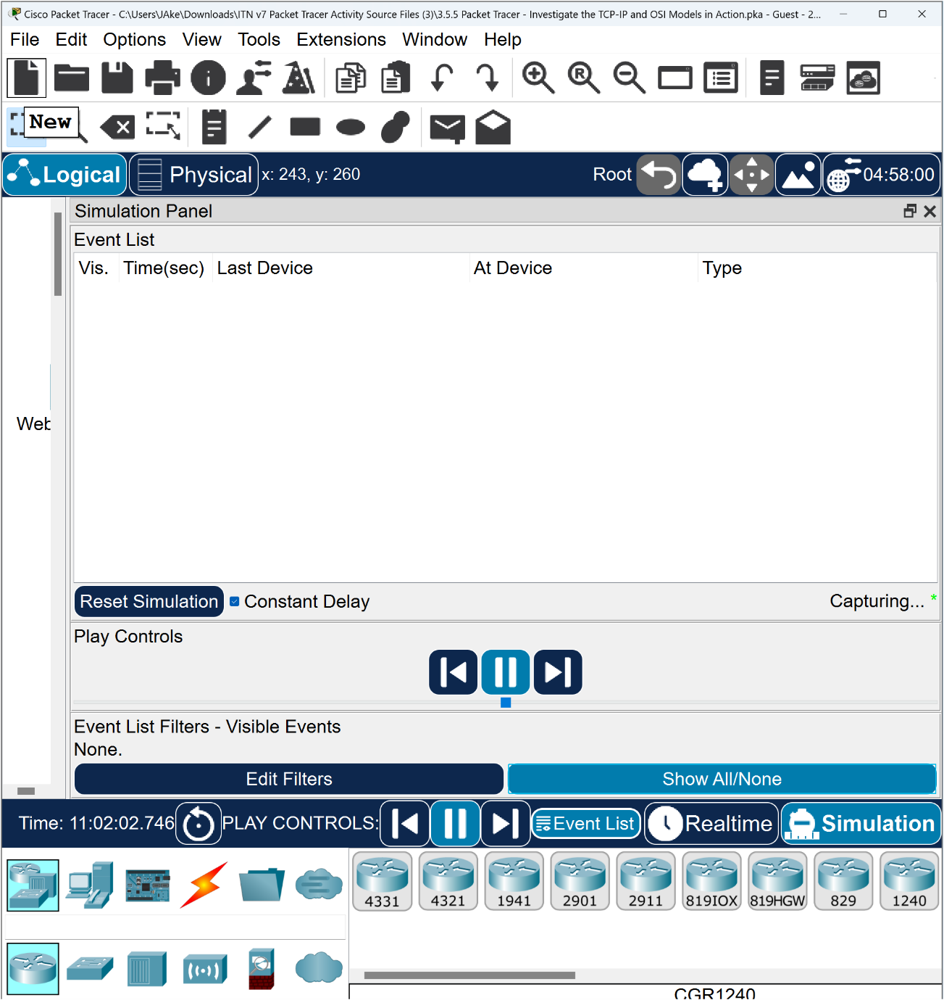 Cisco Packet Tracer - C:\Users\JAke\Downloads\ITN v7 Packet Tracer Activity Source Files (3)\3.5.5 Packet Tracer - Investigate the TCP-IP and OSI Models in Action.pka - Guest - 2...
File Edit Options View Tools Extensions Window Help
New
Logical Physical x: 243, y: 260 Root 04:58:00
Simulation Panel
Event List
Vis. Time(sec) Last Device At Device Type
Web
Reset Simulation Constant Delay Capturing... *
Play Controls
Event List Filters - Visible Events
None.
Edit Filters Show All/None
Time: 11:02:02.746 PLAY CONTROLS: Event List Realtime Simulation
4331 4321 1941 2901 2911 819IOX 819HGW 829 1240
CGR1240